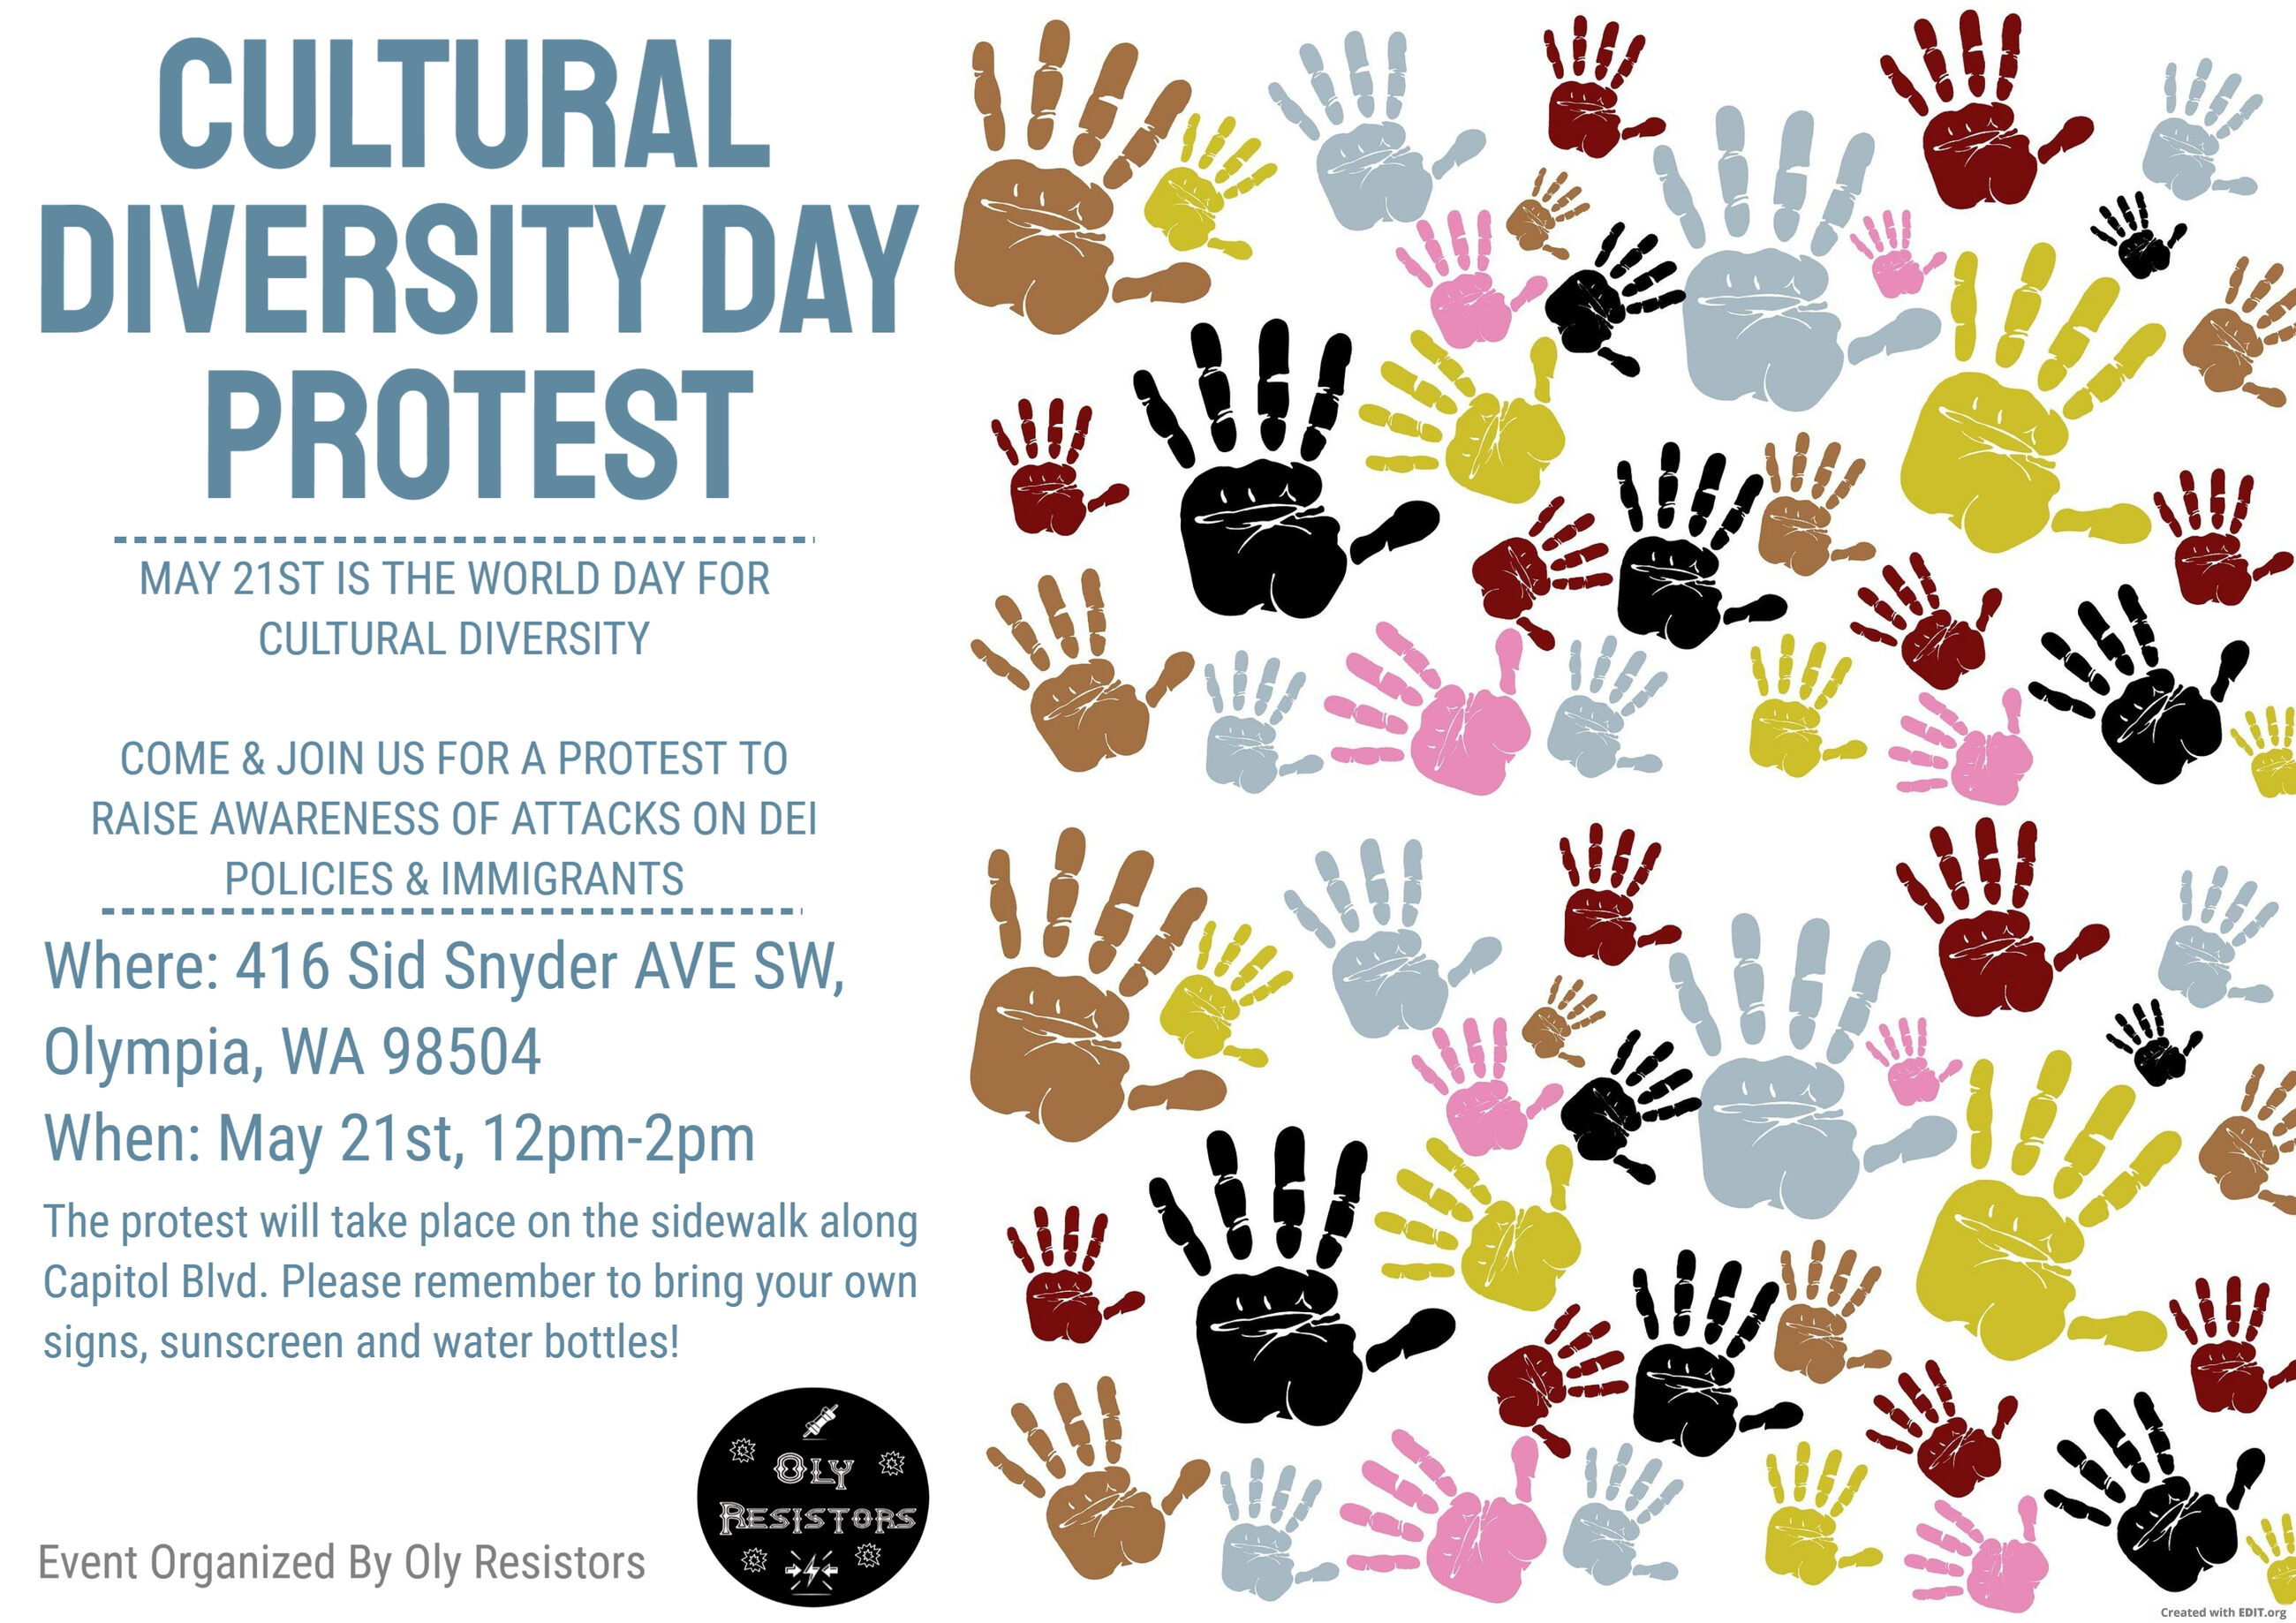 CULTURAL
DIVERSITY DAY
PROTEST
MAY 21ST IS THE WORLD DAY FOR
CULTURAL DIVERSITY
COME & JOIN US FOR A PROTEST TO
RAISE AWARENESS OF ATTACKS ON DEI
POLICIES & IMMIGRANTS
Where: 416 Sid Snyder AVE SW,
Olympia, WA 98504
When: May 21st, 12pm-2pm
The protest will take place on the sidewalk along
Capitol Blvd. Please remember to bring your own
signs, sunscreen and water bottles!
OLY
RESISTORS
Event Organized By Oly Resistors
Created with EDIT.org